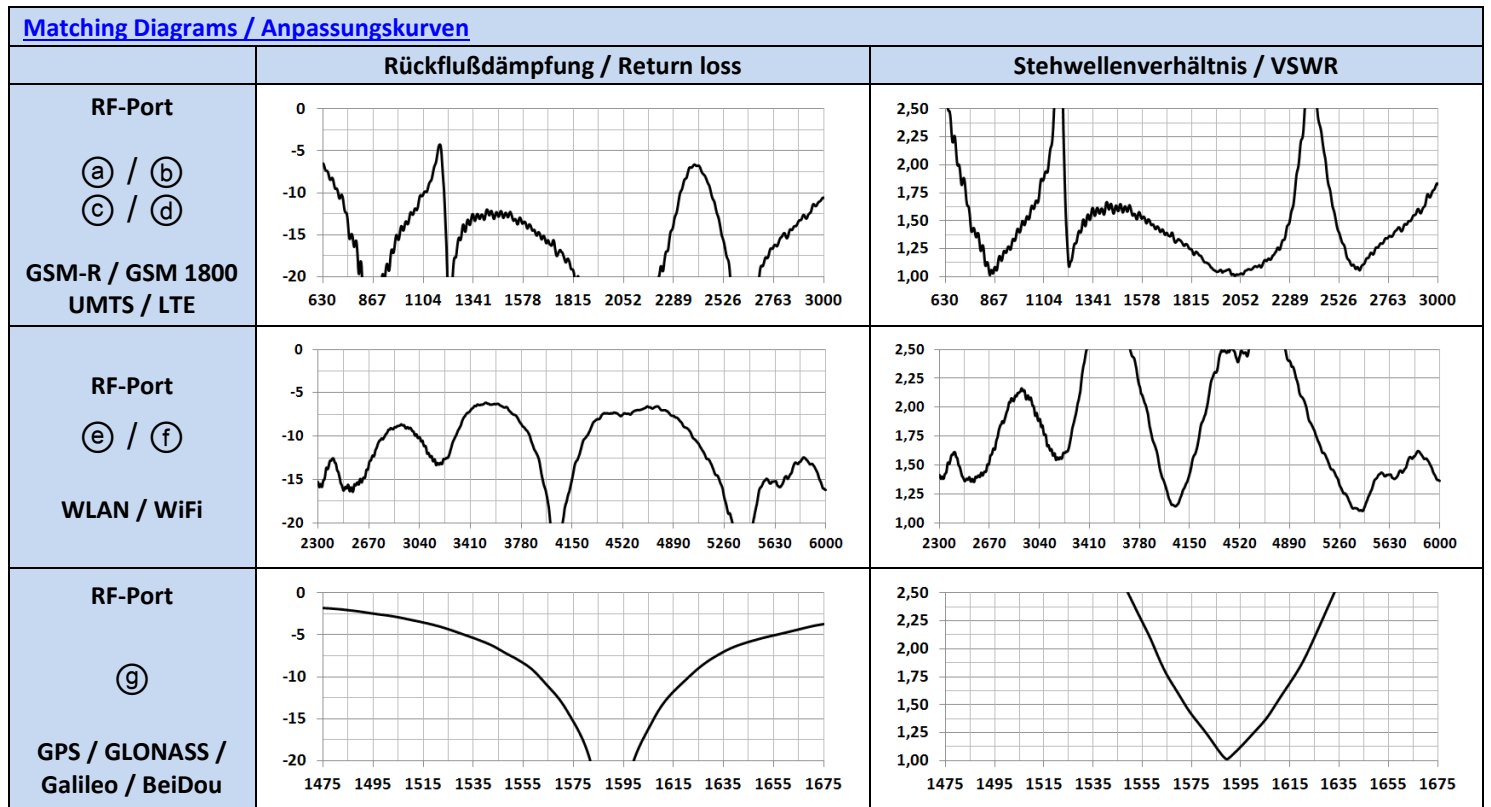 Matching Diagrams / Anpassungskurven
Rückflußdämpfung / Return loss
Stehwellenverhältnis / VSWR
RF-Port
ⓐ / ⓑ
ⓒ / ⓓ
GSM-R / GSM 1800
UMTS / LTE
0
-5
-10
-15
-20
630 867 1104 1341 1578 1815 2052 2289 2526 2763 3000
2,50
2,25
2,00
1,75
1,50
1,25
1,00
630 867 1104 1341 1578 1815 2052 2289 2526 2763 3000
RF-Port
ⓔ / ⓕ
WLAN / WiFi
0
-5
-10
-15
-20
2300 2670 3040 3410 3780 4150 4520 4890 5260 5630 6000
2,50
2,25
2,00
1,75
1,50
1,25
1,00
2300 2670 3040 3410 3780 4150 4520 4890 5260 5630 6000
RF-Port
ⓖ
GPS / GLONASS /
Galileo / BeiDou
0
-5
-10
-15
-20
1475 1495 1515 1535 1555 1575 1595 1615 1635 1655 1675
2,50
2,25
2,00
1,75
1,50
1,25
1,00
1475 1495 1515 1535 1555 1575 1595 1615 1635 1655 1675